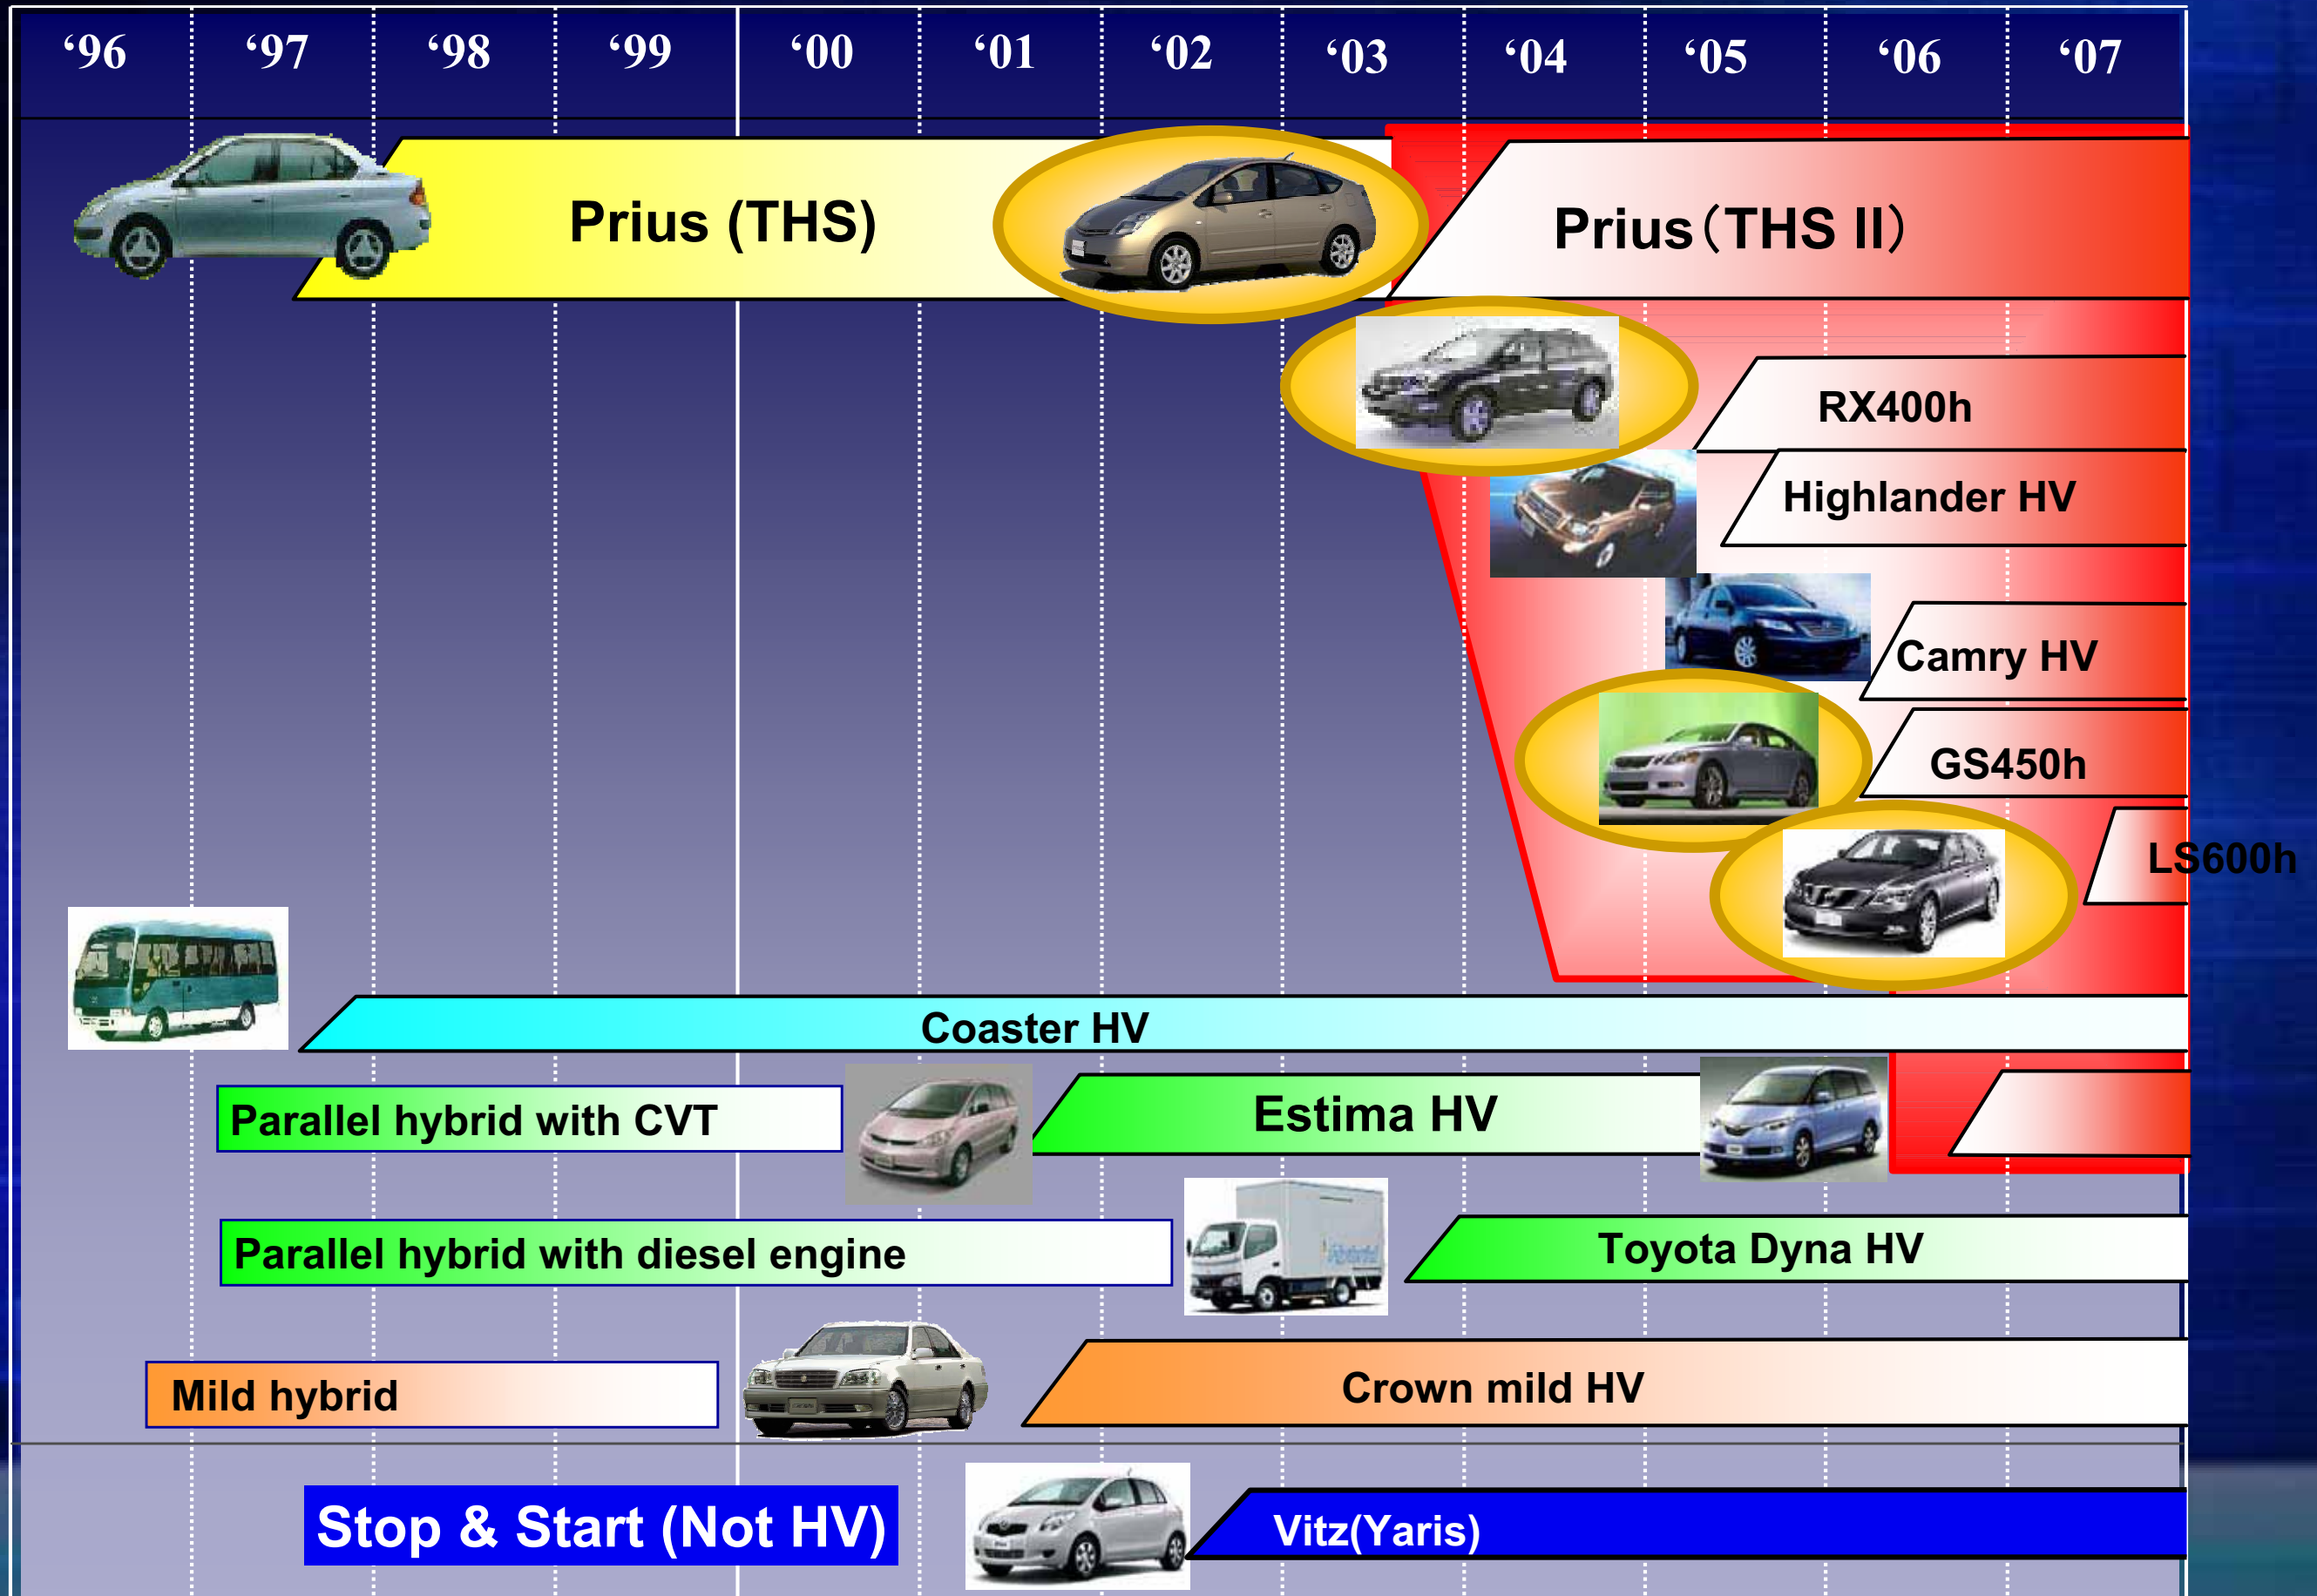 ‘96 ‘97 ‘98 ‘99 ‘00 ‘01 ‘02 ‘03 ‘04 ‘05 ‘06 ‘07
Prius (THS)
Prius（THS II）
RX400h
Highlander HV
Camry HV
GS450h
LS600h
Coaster HV
Parallel hybrid with CVT
Estima HV
Parallel hybrid with diesel engine
Toyota Dyna HV
Mild hybrid
Crown mild HV
Stop & Start (Not HV)
Vitz(Yaris)